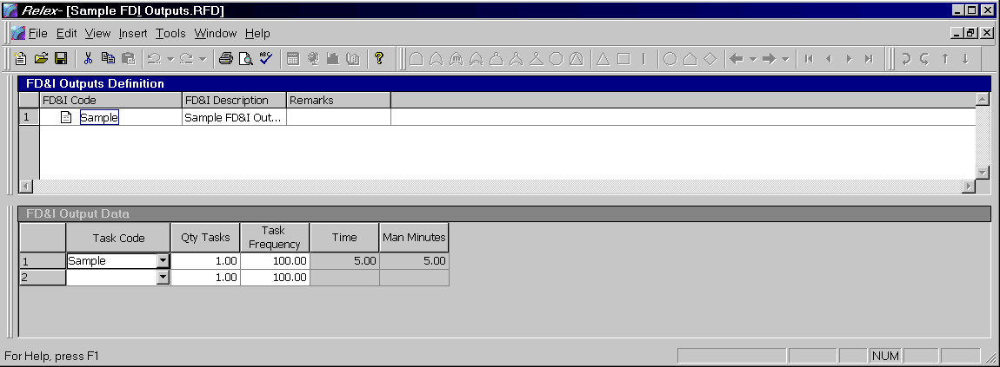 Relex - [Sample FDI Outputs.RFD]
File Edit View Insert Tools Window Help
ABC
FD&I Outputs Definition
FD&I Code FD&I Description Remarks
1 Sample Sample FD&I Out...
FD&I Output Data
Task Code Qty Tasks Task Frequency Time Man Minutes
1 Sample 1.00 100.00 5.00 5.00
2 1.00 100.00
For Help, press F1 NUM